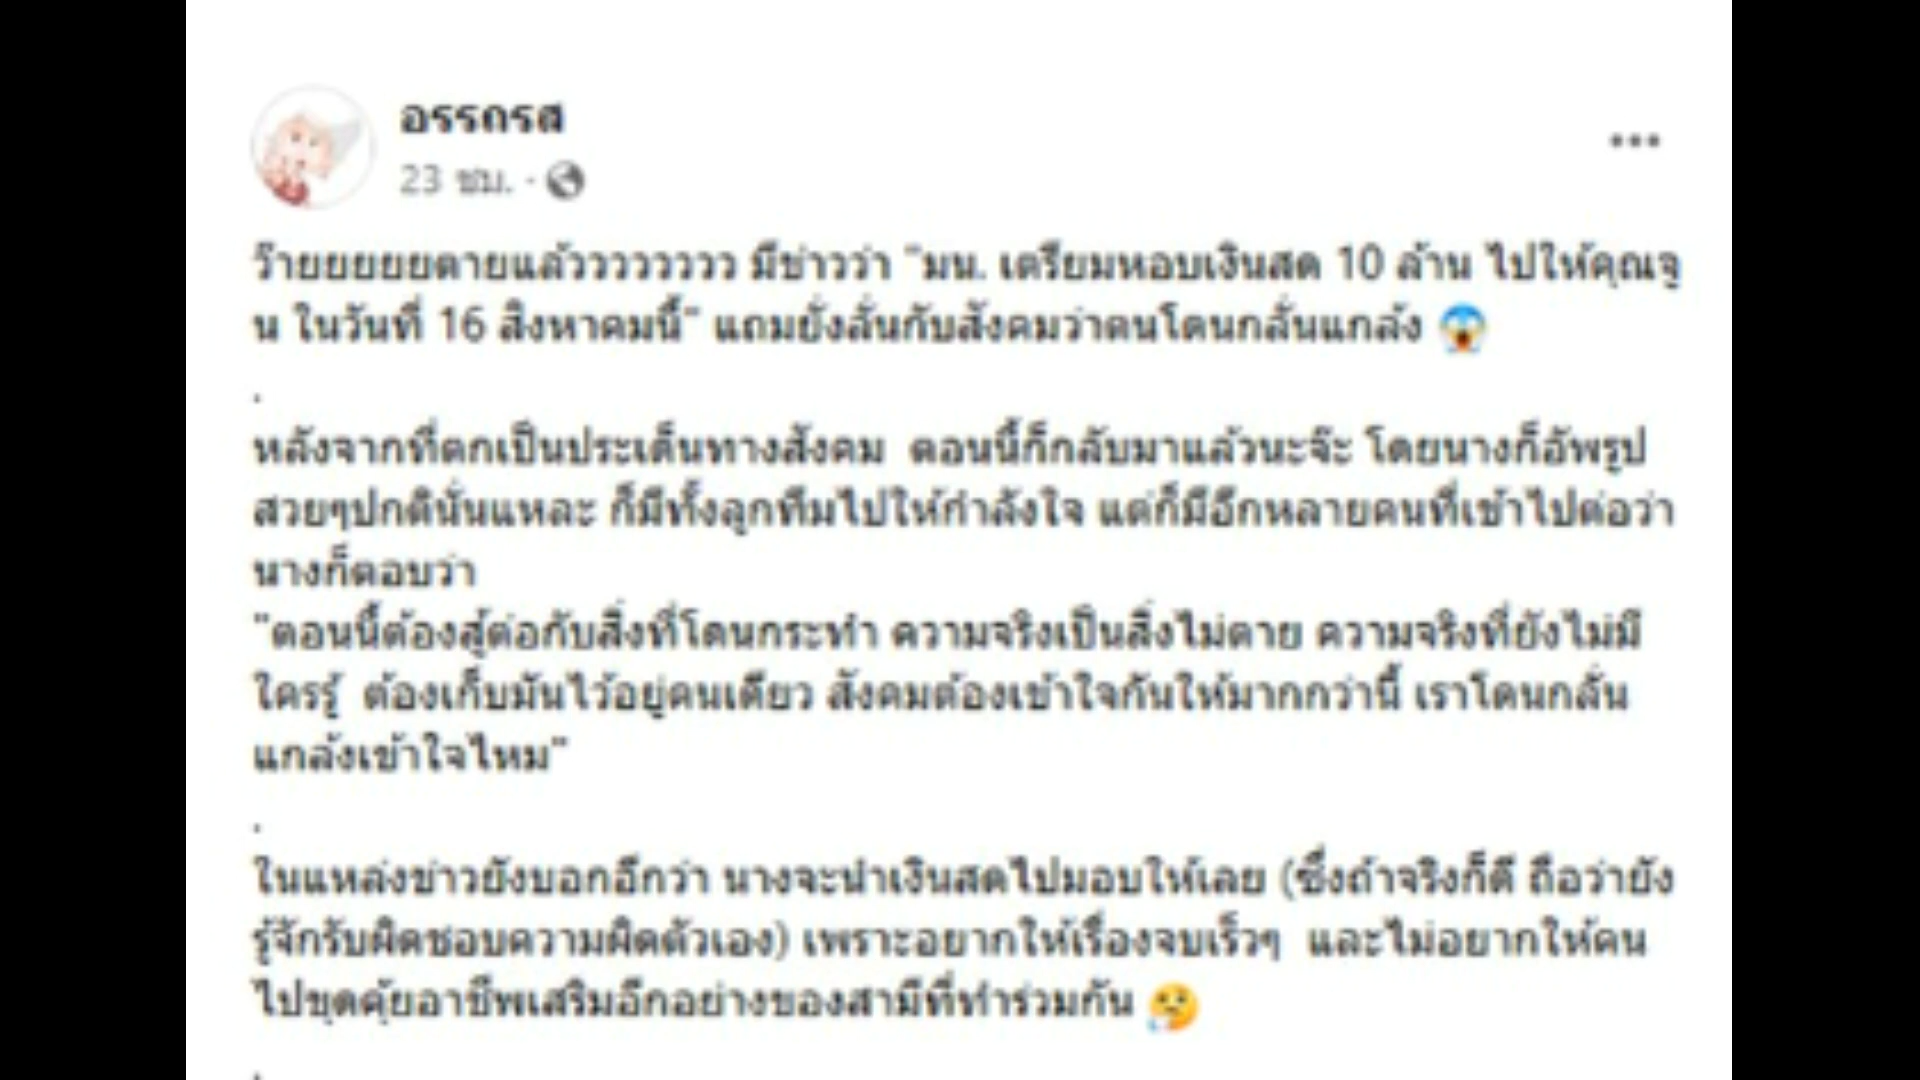 อรรถรส
23 ชม.
ว๊ายยยยยตายแล้วววววววว มีข่าวว่า "มน. เตรียมหอบเงินสด 10 ล้าน ไปให้คุณจู
น ในวันที่ 16 สิงหาคมนี้" แถมยั่งลั่นกับสังคมว่าตนโดนกลั่นแกล้ง 😱
.
หลังจากที่ตกเป็นประเด็นทางสังคม ตอนนี้ก็กลับมาแล้วนะจ๊ะ โดยนางก็อัพรูป
สวยๆปกตินั่นแหละ ก็มีทั้งลูกทีมไปให้กำลังใจ แต่ก็มีอีกหลายคนที่เข้าไปต่อว่า
นางก็ตอบว่า
"ตอนนี้ต้องสู้ต่อกับสิ่งที่โดนกระทำ ความจริงเป็นสิ่งไม่ตาย ความจริงที่ยังไม่มี
ใครรู้ ต้องเก็บมันไว้อยู่คนเดียว สังคมต้องเข้าใจกันให้มากกว่านี้ เราโดนกลั่น
แกล้งเข้าใจไหม"
.
ในแหล่งข่าวยังบอกอีกว่า นางจะนำเงินสดไปมอบให้เลย (ซึ่งถ้าจริงก็ดี ถือว่ายัง
รู้จักรับผิดชอบความผิดตัวเอง) เพราะอยากให้เรื่องจบเร็วๆ และไม่อยากให้คน
ไปขุดคุ้ยอาชีพเสริมอีกอย่างของสามีที่ทำร่วมกัน 🤔